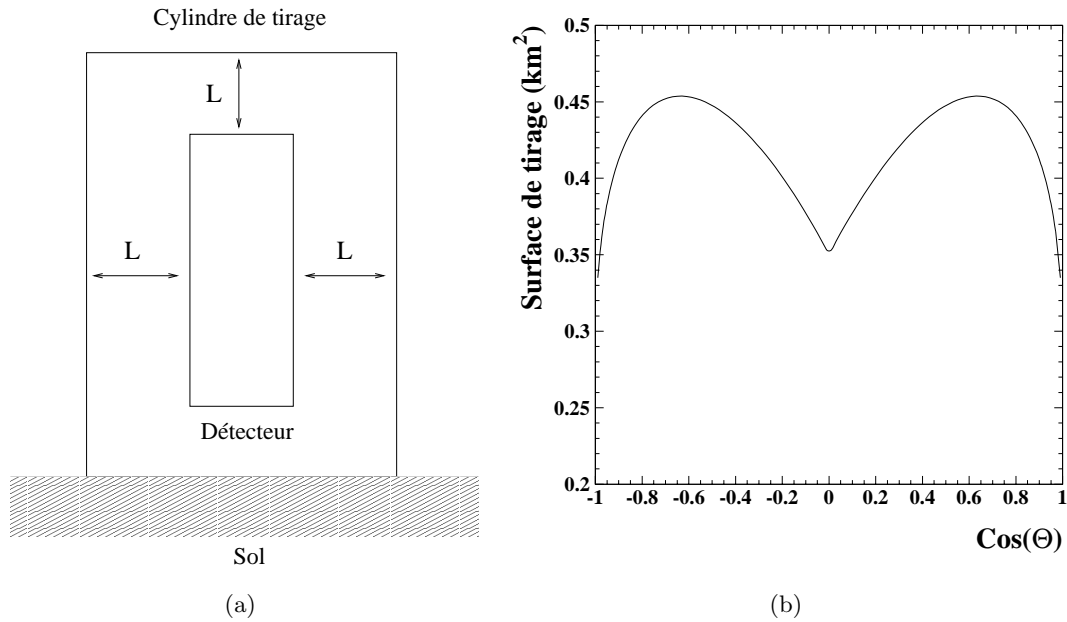 Cylindre de tirage
L
L
L
Détecteur
Sol
(a)
Surface de tirage (km²)
0.5
0.45
0.4
0.35
0.3
0.25
0.2
-1 -0.8 -0.6 -0.4 -0.2 0 0.2 0.4 0.6 0.8 1
Cos(Θ)
(b)